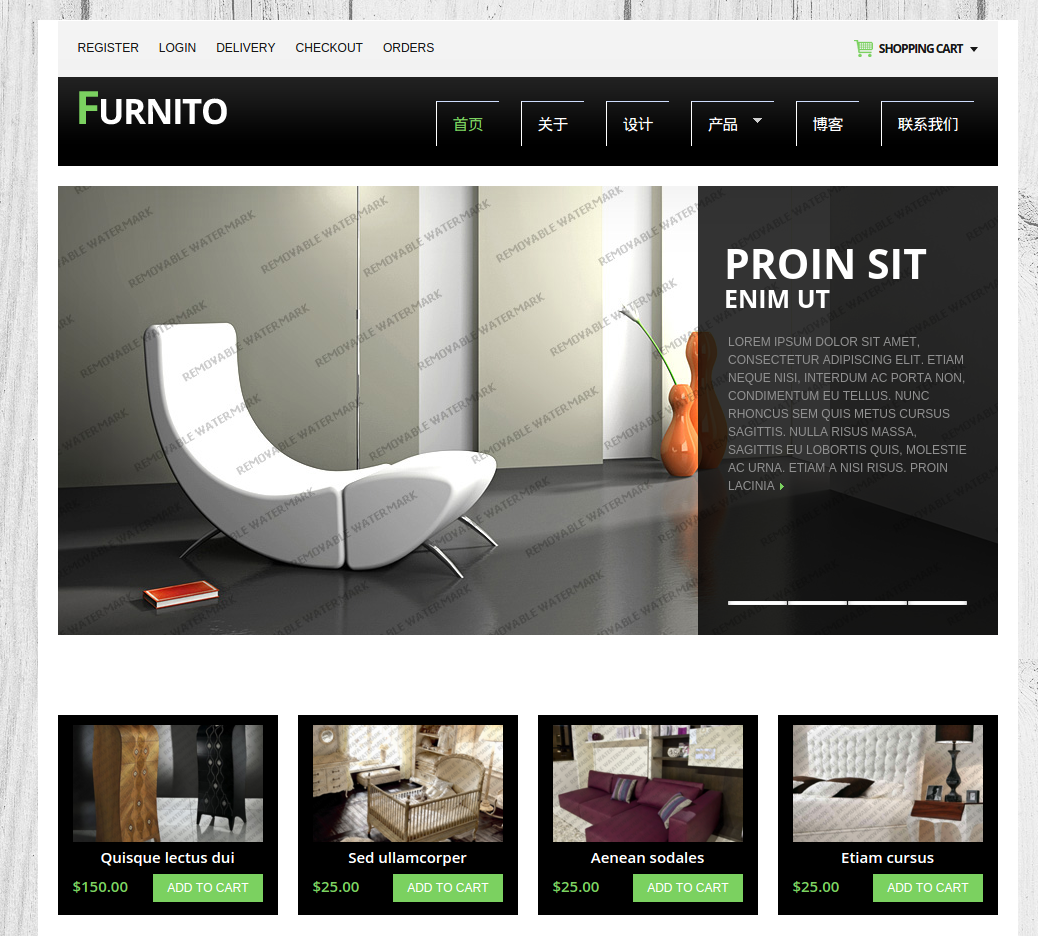 REGISTER LOGIN DELIVERY CHECKOUT ORDERS SHOPPING CART
FURNITO
首页 关于 设计 产品 博客 联系我们
PROIN SIT
ENIM UT
LOREM IPSUM DOLOR SIT AMET,
CONSECTETUR ADIPISCING ELIT. ETIAM
NEQUE NISI, INTERDUM AC PORTA NON,
CONDIMENTUM EU TELLUS. NUNC
RHONCUS SEM QUIS METUS CURSUS
SAGITTIS. NULLA RISUS MASSA,
SAGITTIS EU LOBORTIS QUIS, MOLESTIE
AC URNA. ETIAM A NISI RISUS. PROIN
LACINIA
REMOVABLE WATERMARK
Quisque lectus dui Sed ullamcorper Aenean sodales Etiam cursus
$150.00 ADD TO CART $25.00 ADD TO CART $25.00 ADD TO CART $25.00 ADD TO CART